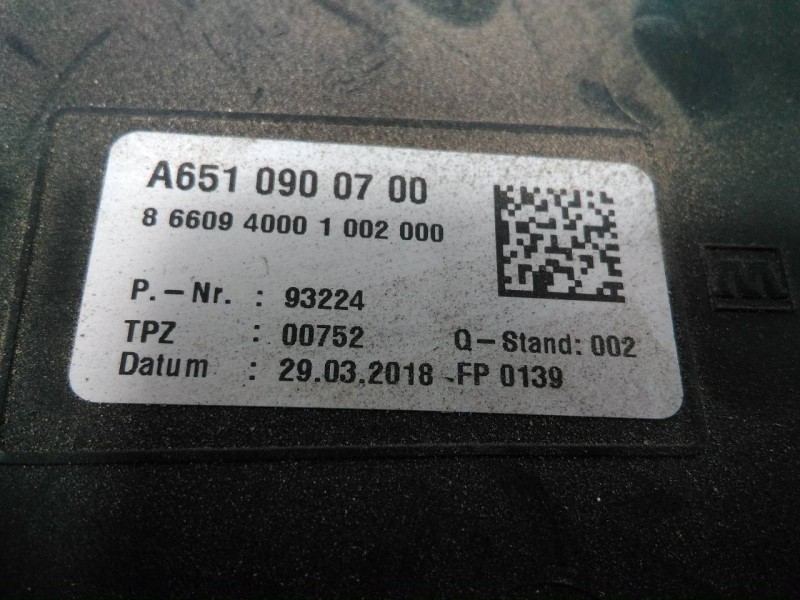 A651 090 07 00
8 6609 4000 1 002 000
P.-Nr. : 93224
TPZ : 00752 Q-Stand: 002
Datum : 29.03.2018 -FP 0139